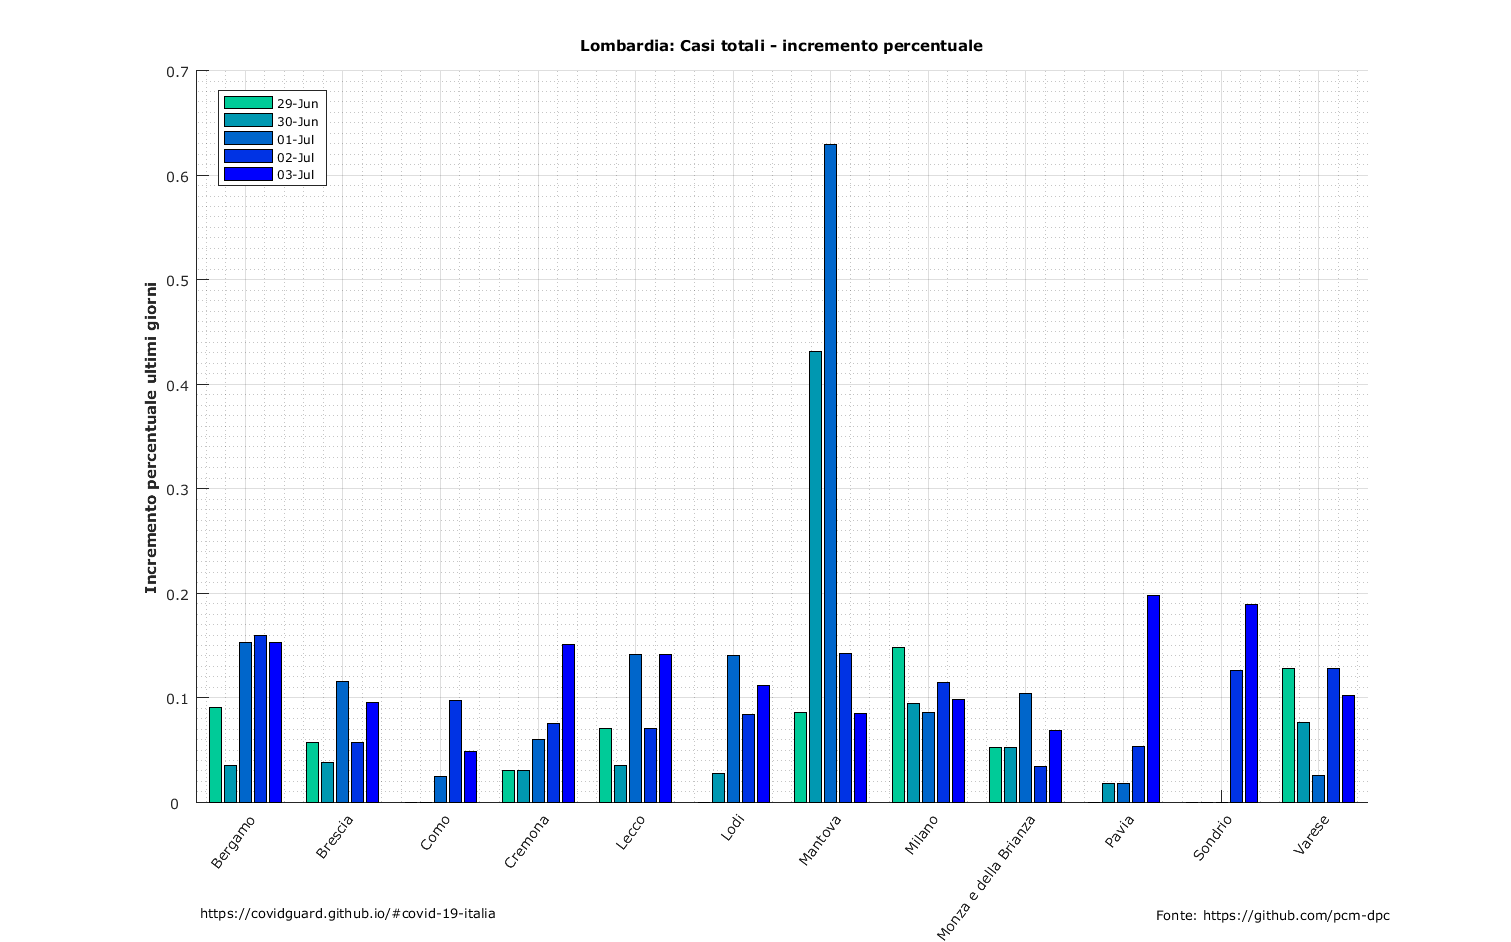 Lombardia: Casi totali - incremento percentuale
0.7
0.6
0.5
0.4
0.3
0.2
0.1
0
Incremento percentuale ultimi giorni
29-Jun
30-Jun
01-Jul
02-Jul
03-Jul
Bergamo
Brescia
Como
Cremona
Lecco
Lodi
Mantova
Milano
Monza e della Brianza
Pavia
Sondrio
Varese
https://covidguard.github.io/#covid-19-italia
Fonte: https://github.com/pcm-dpc